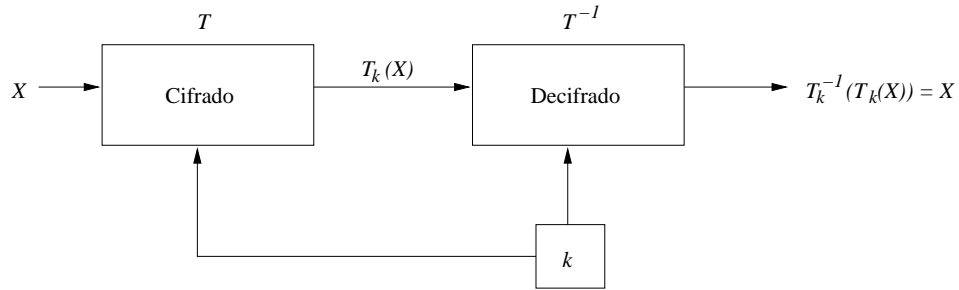 T
T^{-1}
X
Cifrado
T_k(X)
Decifrado
T_k^{-1}(T_k(X)) = X
k